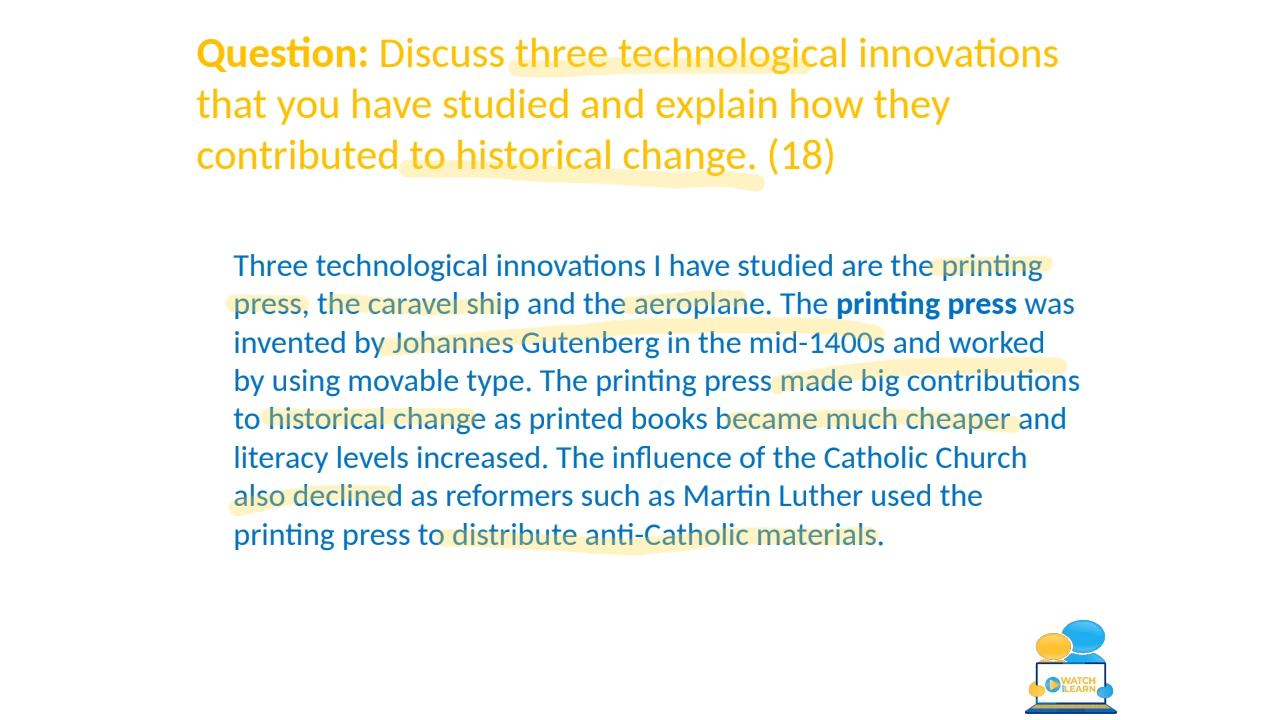 Question: Discuss three technological innovations
that you have studied and explain how they
contributed to historical change. (18)
Three technological innovations I have studied are the printing
press, the caravel ship and the aeroplane. The printing press was
invented by Johannes Gutenberg in the mid-1400s and worked
by using movable type. The printing press made big contributions
to historical change as printed books became much cheaper and
literacy levels increased. The influence of the Catholic Church
also declined as reformers such as Martin Luther used the
printing press to distribute anti-Catholic materials.
WATCH
LEARN